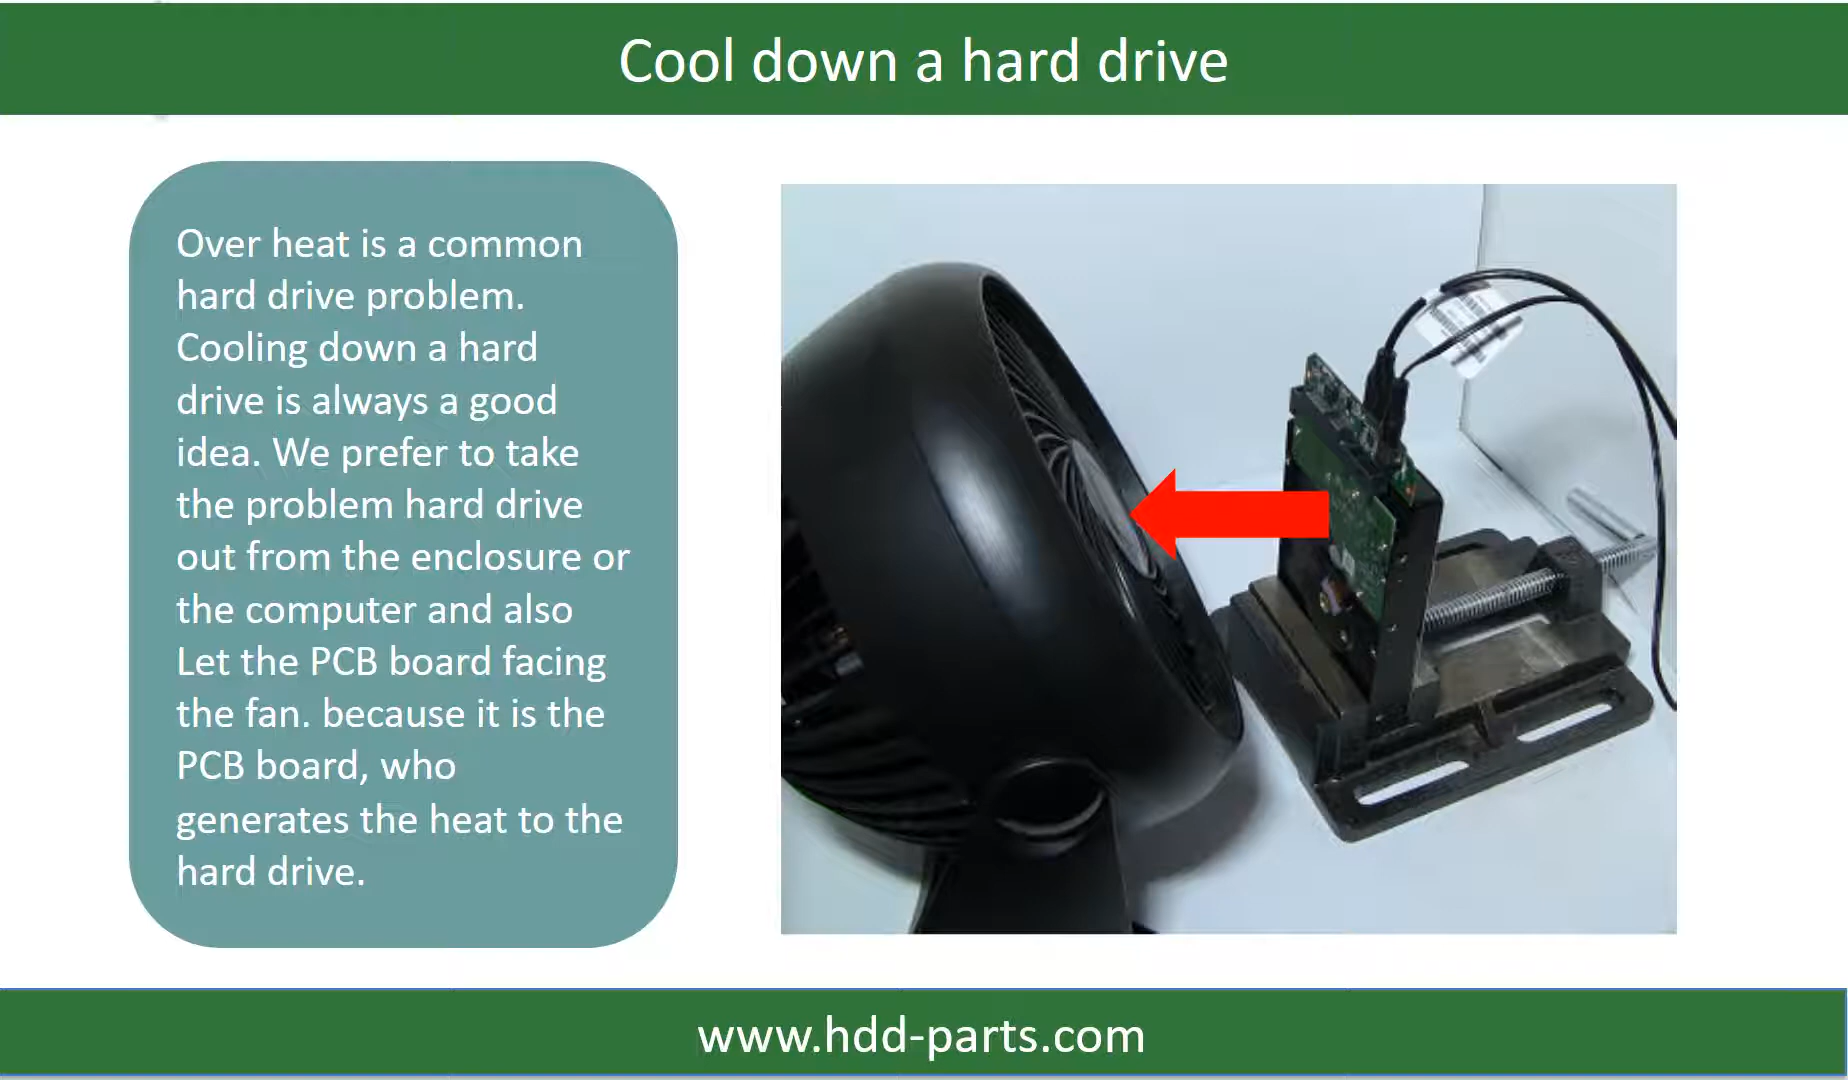 Cool down a hard drive
Over heat is a common
hard drive problem.
Cooling down a hard
drive is always a good
idea. We prefer to take
the problem hard drive
out from the enclosure or
the computer and also
Let the PCB board facing
the fan. because it is the
PCB board, who
generates the heat to the
hard drive.
www.hdd-parts.com